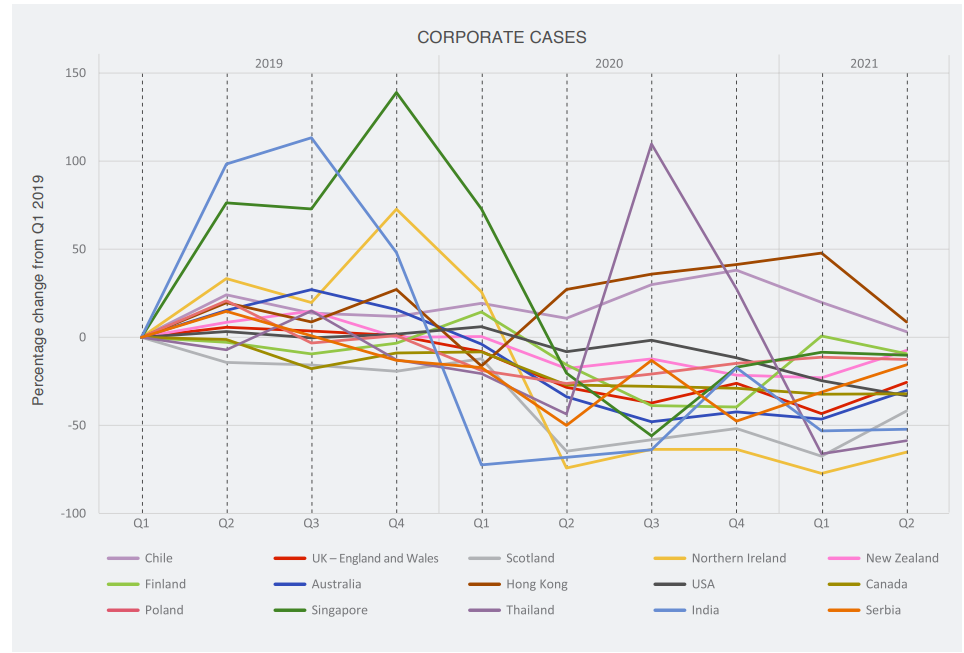 CORPORATE CASES
2019 2020 2021
150
100
50
0
-50
-100
Percentage change from Q1 2019
Q1 Q2 Q3 Q4 Q1 Q2 Q3 Q4 Q1 Q2
Chile UK – England and Wales Scotland Northern Ireland New Zealand
Finland Australia Hong Kong USA Canada
Poland Singapore Thailand India Serbia